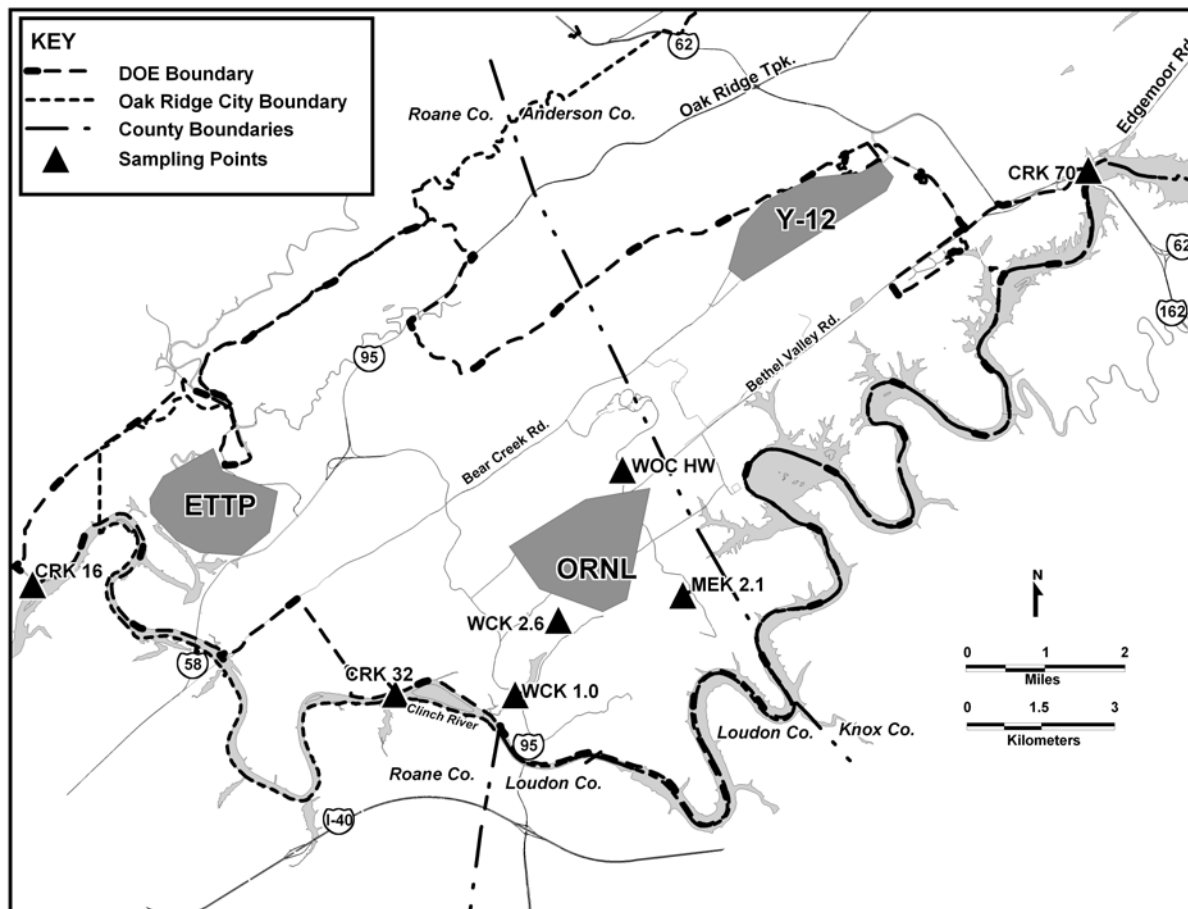 KEY
DOE Boundary
Oak Ridge City Boundary
County Boundaries
Sampling Points
62
Oak Ridge Tpk.
Edgemoor Rd.
Roane Co.
Anderson Co.
CRK 70
Y-12
62
162
95
Bethel Valley Rd.
Bear Creek Rd.
WOC HW
ETTP
ORNL
CRK 16
MEK 2.1
WCK 2.6
N
58
CRK 32
WCK 1.0
Clinch River
0 1 2
Miles
0 1.5 3
Kilometers
95
Loudon Co.
Knox Co.
Roane Co.
Loudon Co.
I-40